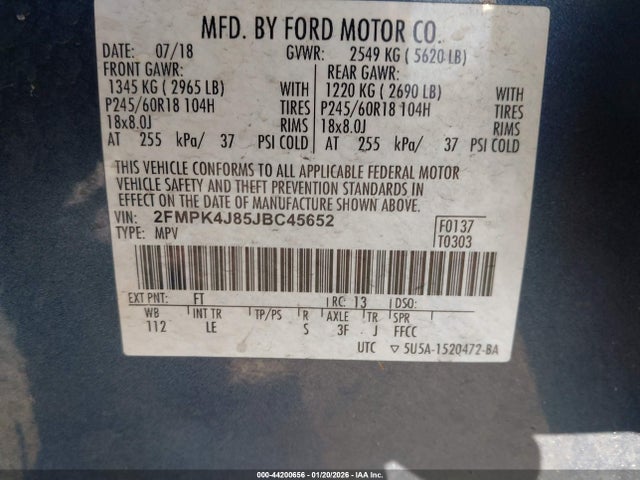 MFD. BY FORD MOTOR CO.
DATE: 07/18 GVWR: 2549 KG ( 5620 LB)
FRONT GAWR: REAR GAWR:
1345 KG ( 2965 LB) WITH 1220 KG ( 2690 LB) WITH
P245/60R18 104H TIRES P245/60R18 104H TIRES
18x8.0J RIMS 18x8.0J RIMS
AT 255 kPa/ 37 PSI COLD AT 255 kPa/ 37 PSI COLD
THIS VEHICLE CONFORMS TO ALL APPLICABLE FEDERAL MOTOR
VEHICLE SAFETY AND THEFT PREVENTION STANDARDS IN
EFFECT ON THE DATE OF MANUFACTURE SHOWN ABOVE.
VIN: 2FMPK4J85JBC45652 F0137
TYPE: MPV T0303
EXT PNT: FT RC: 13 DSO:
WB INT TR TP/PS R AXLE TR SPR
112 LE S 3F J FFCC
UTC ▽ 5U5A-1520472-BA
000-44200656 | 01/20/2026 - IAA Inc.